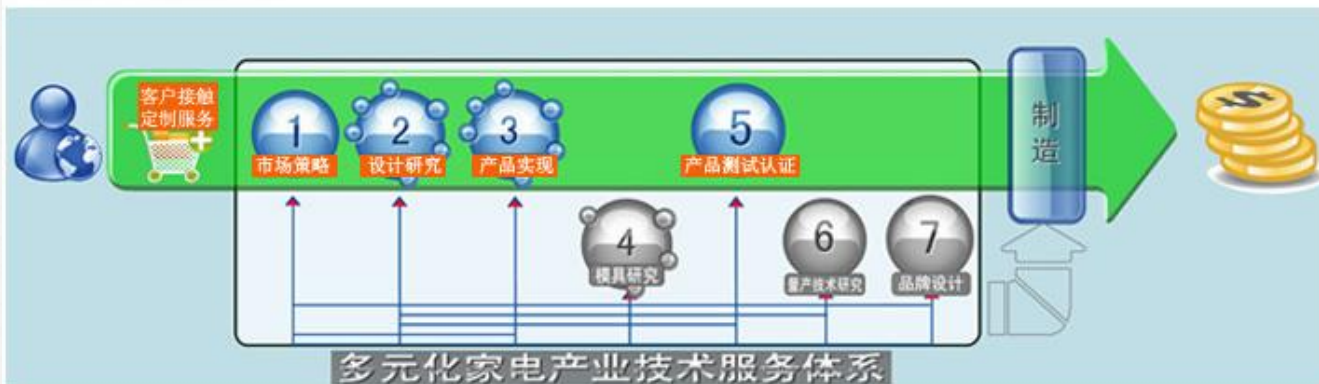 客户接触
定制服务
1
市场策略
2
设计研究
3
产品实现
5
产品测试认证
制
造
4
模具研究
6
量产技术研究
7
品牌设计
多元化家电产业技术服务体系